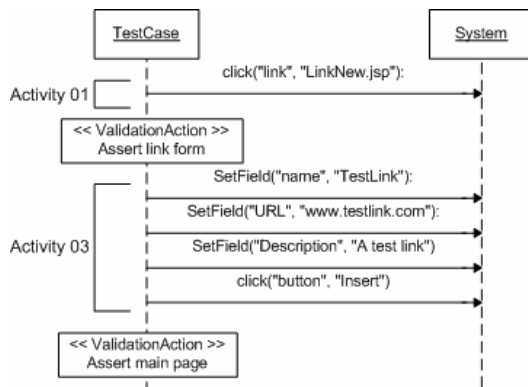 TestCase
System
click("link", "LinkNew.jsp"):
Activity 01
<< ValidationAction >>
Assert link form
SetField("name", "TestLink"):
SetField("URL", "www.testlink.com"):
Activity 03
SetField("Description", "A test link")
click("button", "Insert")
<< ValidationAction >>
Assert main page